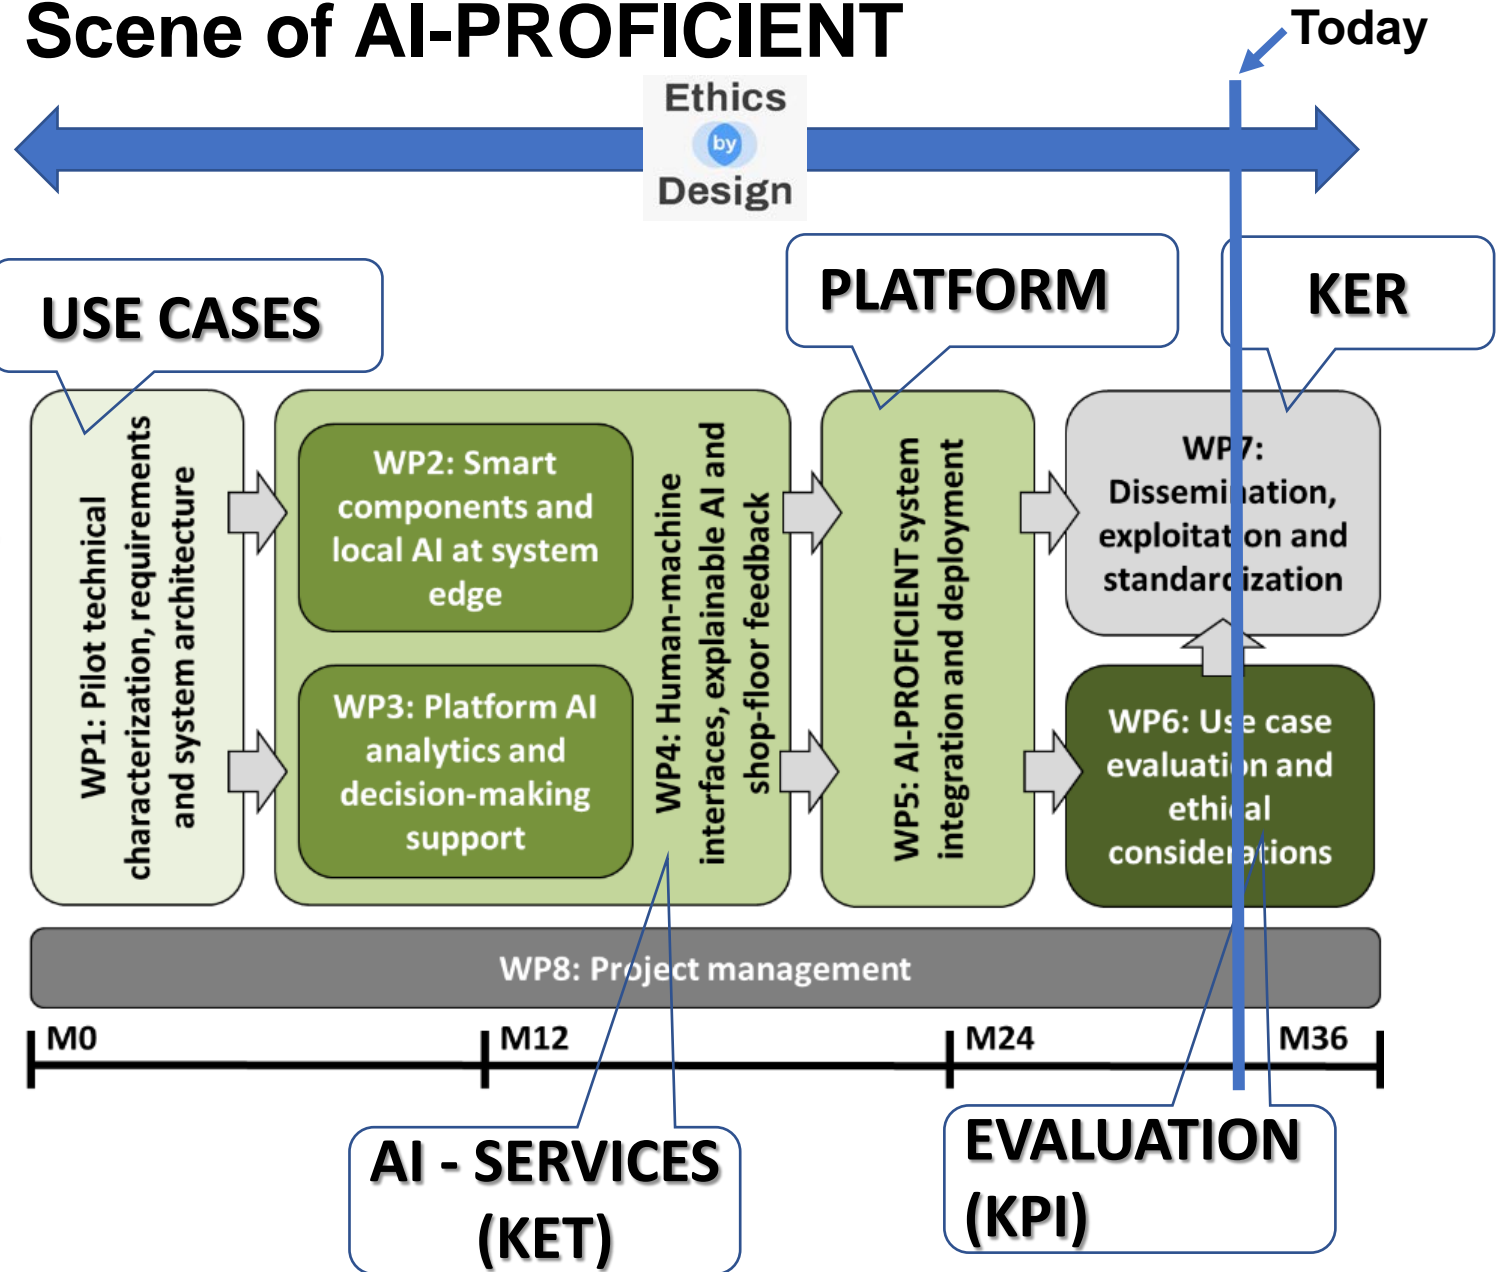 Scene of AI-PROFICIENT
Today
Ethics
by
Design
USE CASES
PLATFORM
KER
WP1: Pilot technical
characterization, requirements
and system architecture
WP2: Smart
components and
local AI at system
edge
WP3: Platform AI
analytics and
decision-making
support
WP4: Human-machine
interfaces, explainable AI and
shop-floor feedback
WP5: AI-PROFICIENT system
integration and deployment
WP7:
Dissemination,
exploitation and
standardization
WP6: Use case
evaluation and
ethical
considerations
WP8: Project management
M0
M12
M24
M36
AI - SERVICES
(KET)
EVALUATION
(KPI)